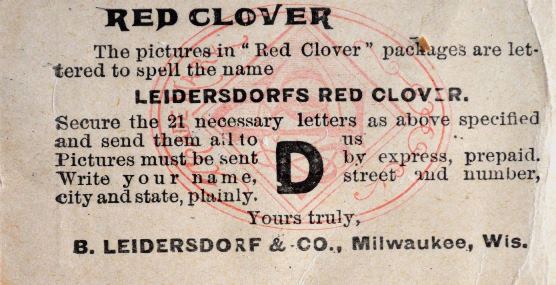 RED CLOVER
The pictures in "Red Clover" packages are let-
tered to spell the name
LEIDERSDORFS RED CLOVER.
Secure the 21 necessary letters as above specified
and send them all to us
Pictures must be sent D by express, prepaid.
Write your name, street and number,
city and state, plainly.
Yours truly,
B. LEIDERSDORF & CO., Milwaukee, Wis.